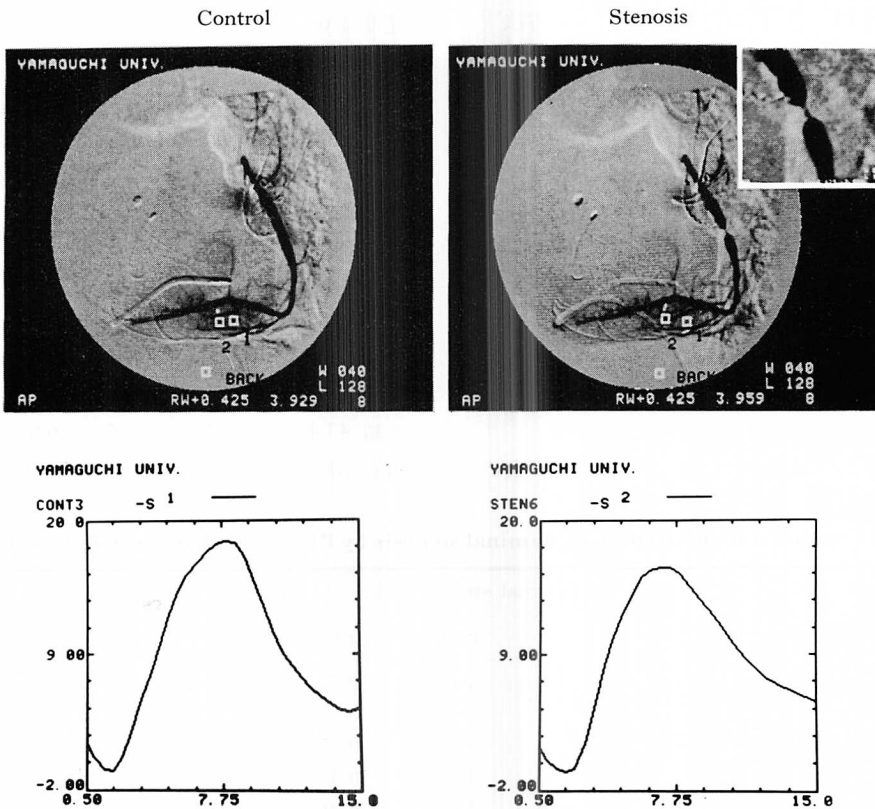 Control
Stenosis
YAMAGUCHI UNIV.
2 1
BACK
W 040
L 128
AP RW+0.425 3.929 8
YAMAGUCHI UNIV.
2 1
BACK
W 040
L 128
AP RW+0.425 3.959 8
YAMAGUCHI UNIV.
CONT3 -S 1
20.0
9.00
-2.00
0.50 7.75 15.0
YAMAGUCHI UNIV.
STEN6 -S 2
20.0
9.00
-2.00
0.50 7.75 15.0